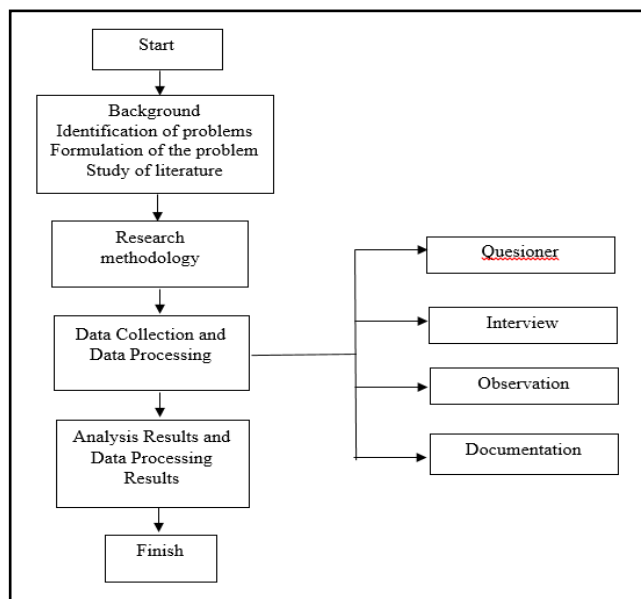 Start
Background
Identification of problems
Formulation of the problem
Study of literature
Research
methodology
Data Collection and
Data Processing
Analysis Results and
Data Processing
Results
Finish
Quesioner
Interview
Observation
Documentation